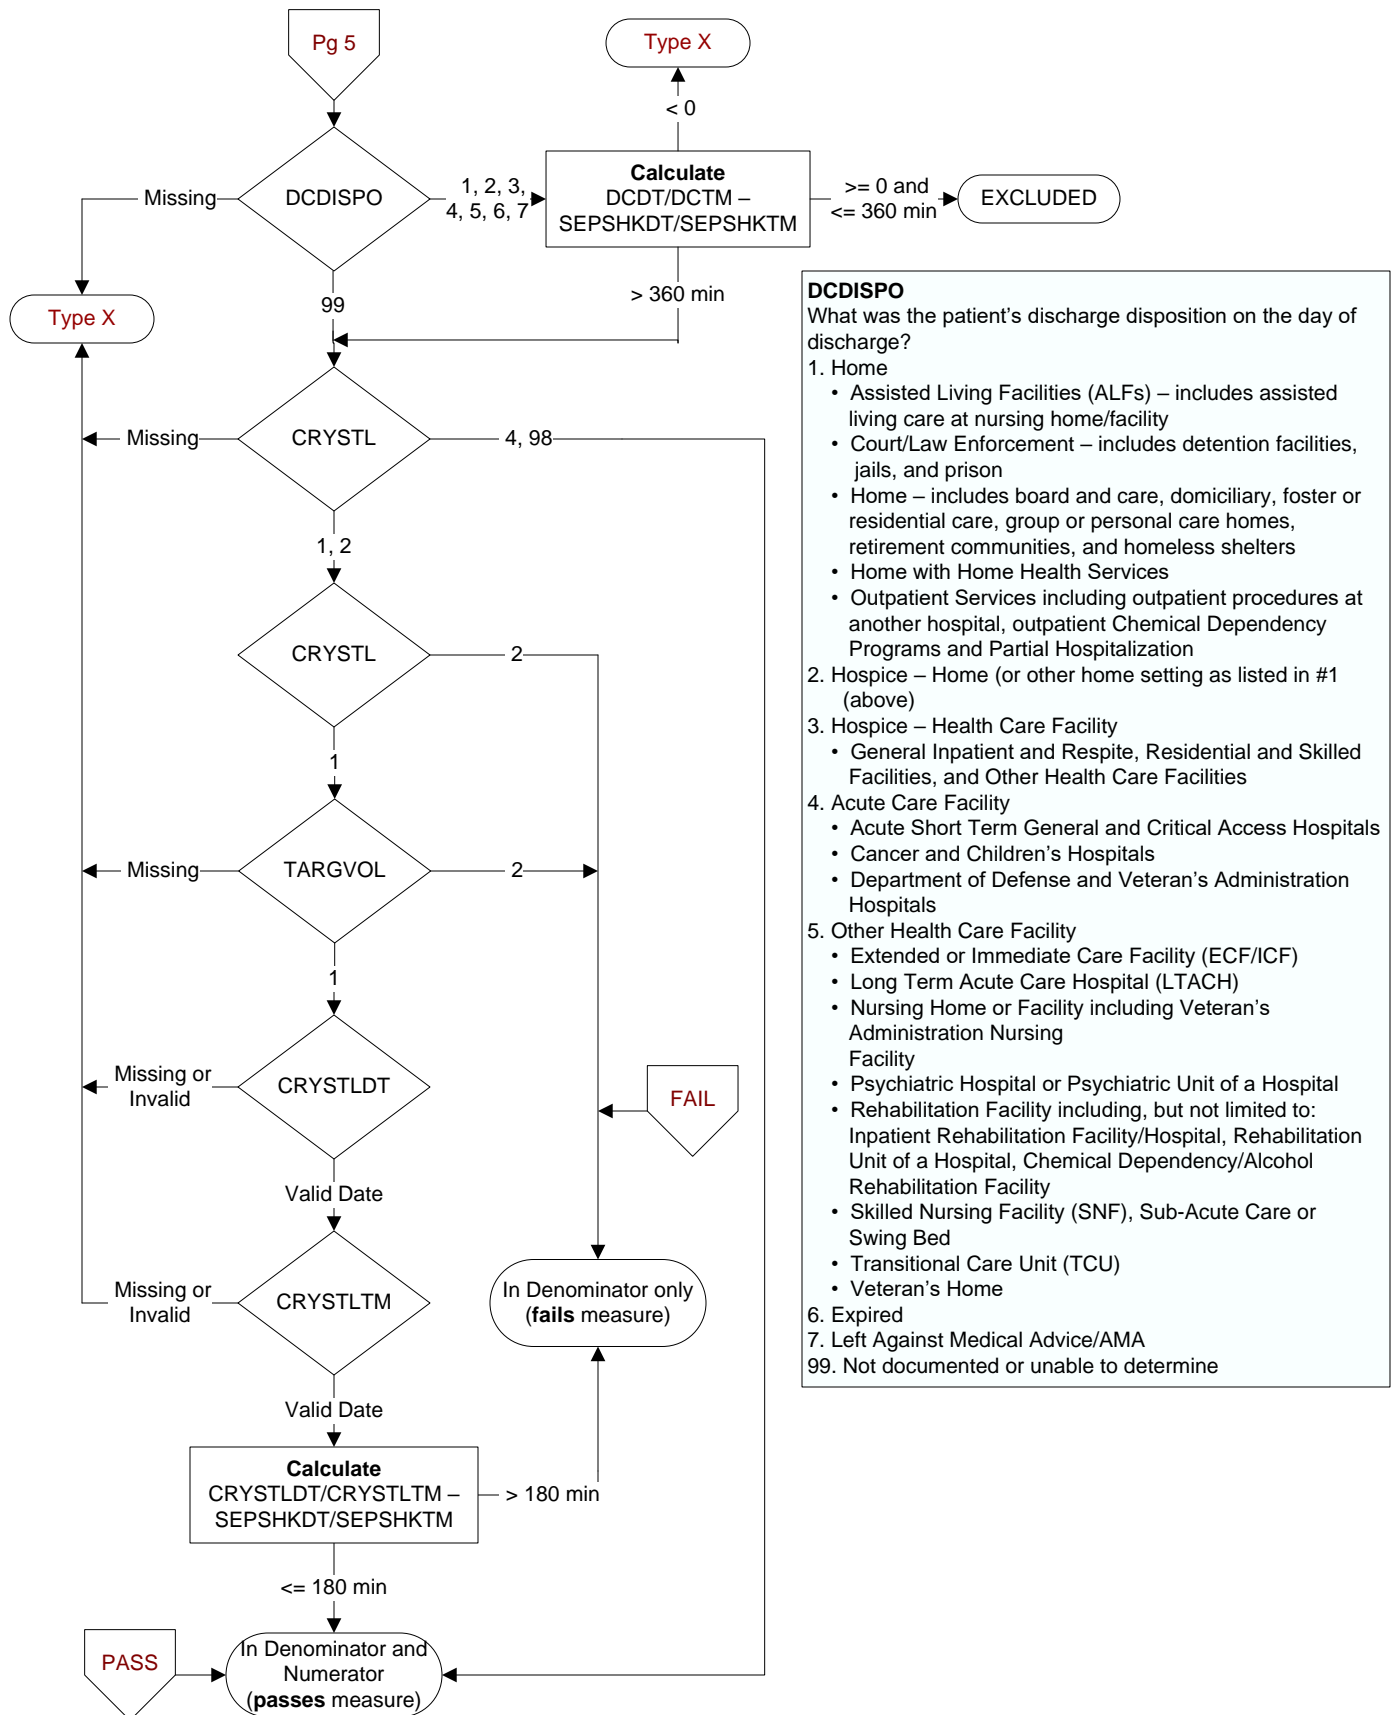 Pg 5
Type X
< 0
DCDISPO
Missing
1, 2, 3,
4, 5, 6, 7
Calculate
DCDT/DCTM –
SEPSHKDT/SEPSHKTM
>= 0 and
<= 360 min
EXCLUDED
99
> 360 min
Type X
CRYSTL
Missing
4, 98
1, 2
CRYSTL
2
1
TARGVOL
Missing
2
1
CRYSTLDT
Missing or
Invalid
FAIL
Valid Date
CRYSTLTM
Missing or
Invalid
In Denominator only
(fails measure)
Valid Date
Calculate
CRYSTLDT/CRYSTLTM –
SEPSHKDT/SEPSHKTM
> 180 min
<= 180 min
PASS
In Denominator and
Numerator
(passes measure)
DCDISPO
What was the patient’s discharge disposition on the day of
discharge?
1. Home
• Assisted Living Facilities (ALFs) – includes assisted
living care at nursing home/facility
• Court/Law Enforcement – includes detention facilities,
jails, and prison
• Home – includes board and care, domiciliary, foster or
residential care, group or personal care homes,
retirement communities, and homeless shelters
• Home with Home Health Services
• Outpatient Services including outpatient procedures at
another hospital, outpatient Chemical Dependency
Programs and Partial Hospitalization
2. Hospice – Home (or other home setting as listed in #1
(above)
3. Hospice – Health Care Facility
• General Inpatient and Respite, Residential and Skilled
Facilities, and Other Health Care Facilities
4. Acute Care Facility
• Acute Short Term General and Critical Access Hospitals
• Cancer and Children’s Hospitals
• Department of Defense and Veteran’s Administration
Hospitals
5. Other Health Care Facility
• Extended or Immediate Care Facility (ECF/ICF)
• Long Term Acute Care Hospital (LTACH)
• Nursing Home or Facility including Veteran’s
Administration Nursing
Facility
• Psychiatric Hospital or Psychiatric Unit of a Hospital
• Rehabilitation Facility including, but not limited to:
Inpatient Rehabilitation Facility/Hospital, Rehabilitation
Unit of a Hospital, Chemical Dependency/Alcohol
Rehabilitation Facility
• Skilled Nursing Facility (SNF), Sub-Acute Care or
Swing Bed
• Transitional Care Unit (TCU)
• Veteran’s Home
6. Expired
7. Left Against Medical Advice/AMA
99. Not documented or unable to determine